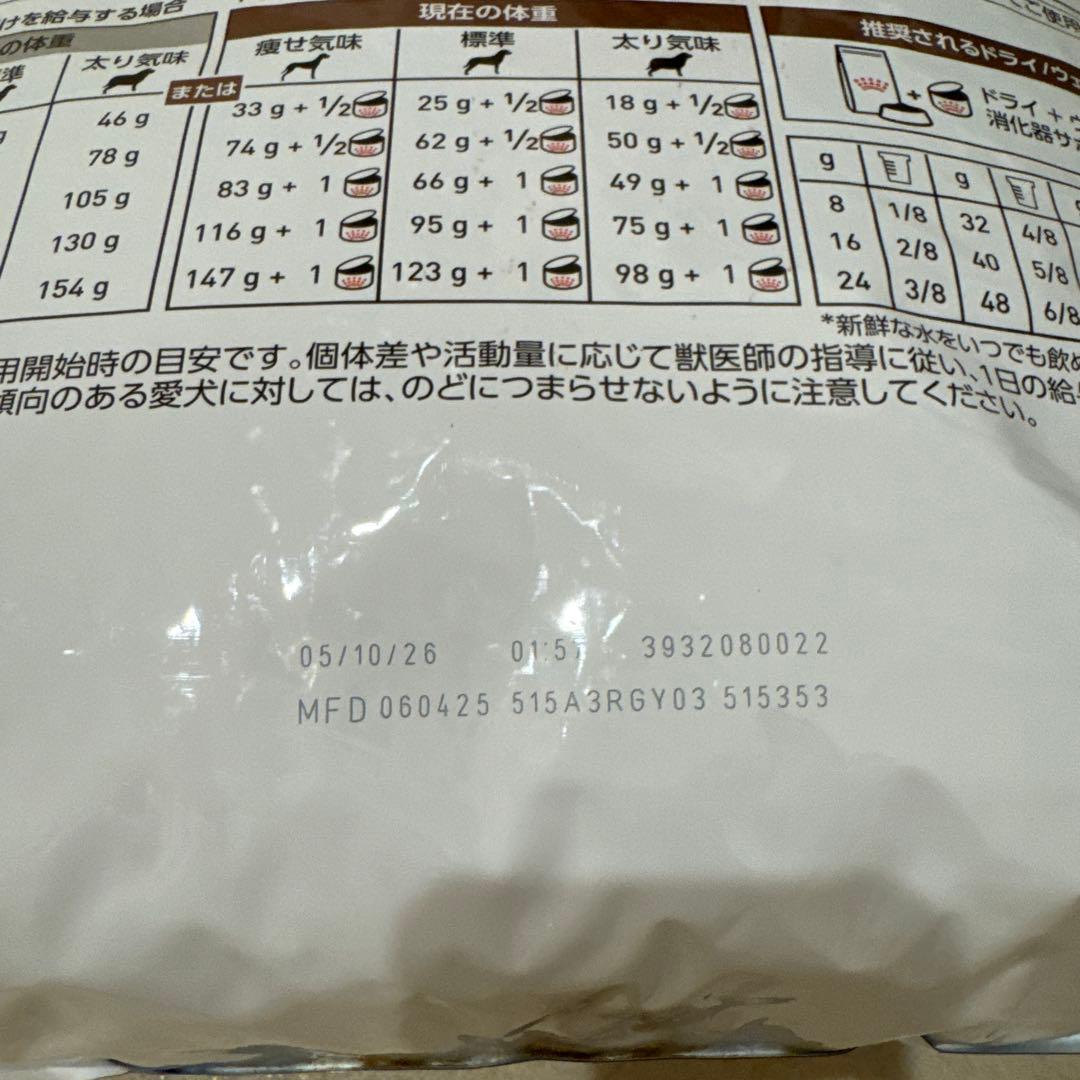 けを給与する場合
の体重
準 太り気味
46 g
78 g
105 g
130 g
154 g
または
現在の体重
痩せ気味 標準 太り気味
33 g + 1/2 25 g + 1/2 18 g + 1/2
74 g + 1/2 62 g + 1/2 50 g + 1/2
83 g + 1 66 g + 1 49 g + 1
116 g + 1 95 g + 1 75 g + 1
147 g + 1 123 g + 1 98 g + 1
ご使用
推奨されるドライ/ウェ
+ ドライ +
消化器サ
g g
8 1/8 32 4/8
16 2/8 40 5/8
24 3/8 48 6/8
*新鮮な水をいつでも飲め
用開始時の目安です。個体差や活動量に応じて獣医師の指導に従い、1日の給与
傾向のある愛犬に対しては、のどにつまらせないように注意してください。
05/10/26 01:57 3932080022
MFD 060425 515A3RGY03 515353